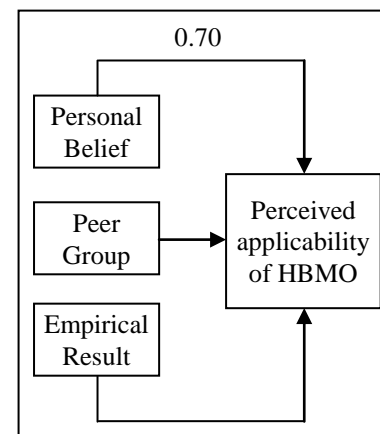 0.70
Personal
Belief
Peer
Group
Perceived
applicability
of HBMO
Empirical
Result